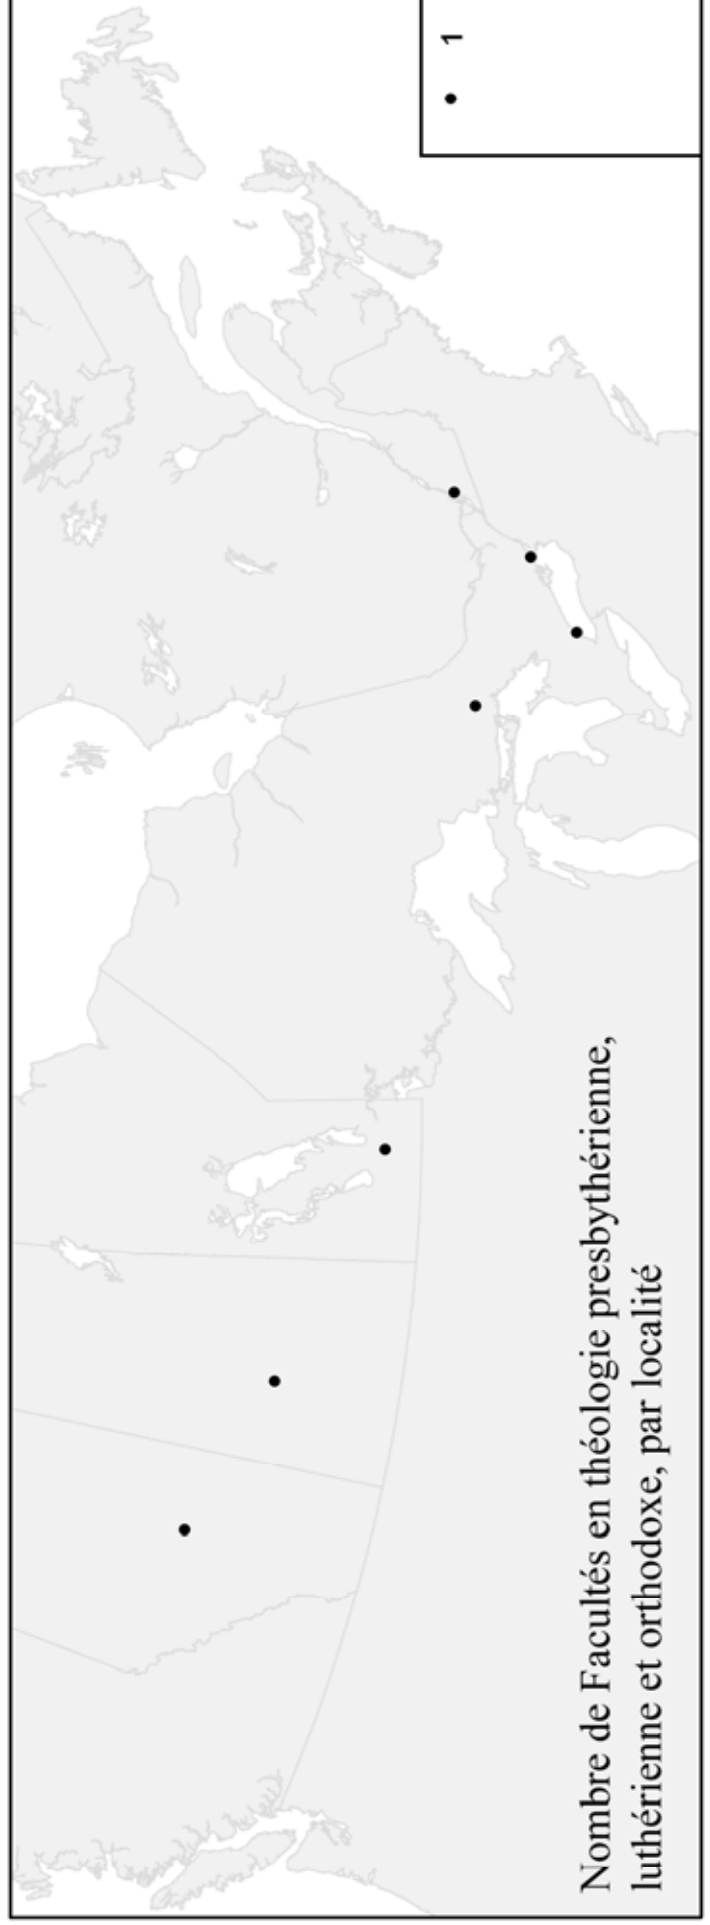 Nombre de Facultés en théologie presbythérienne,
luthérienne et orthodoxe, par localité
1